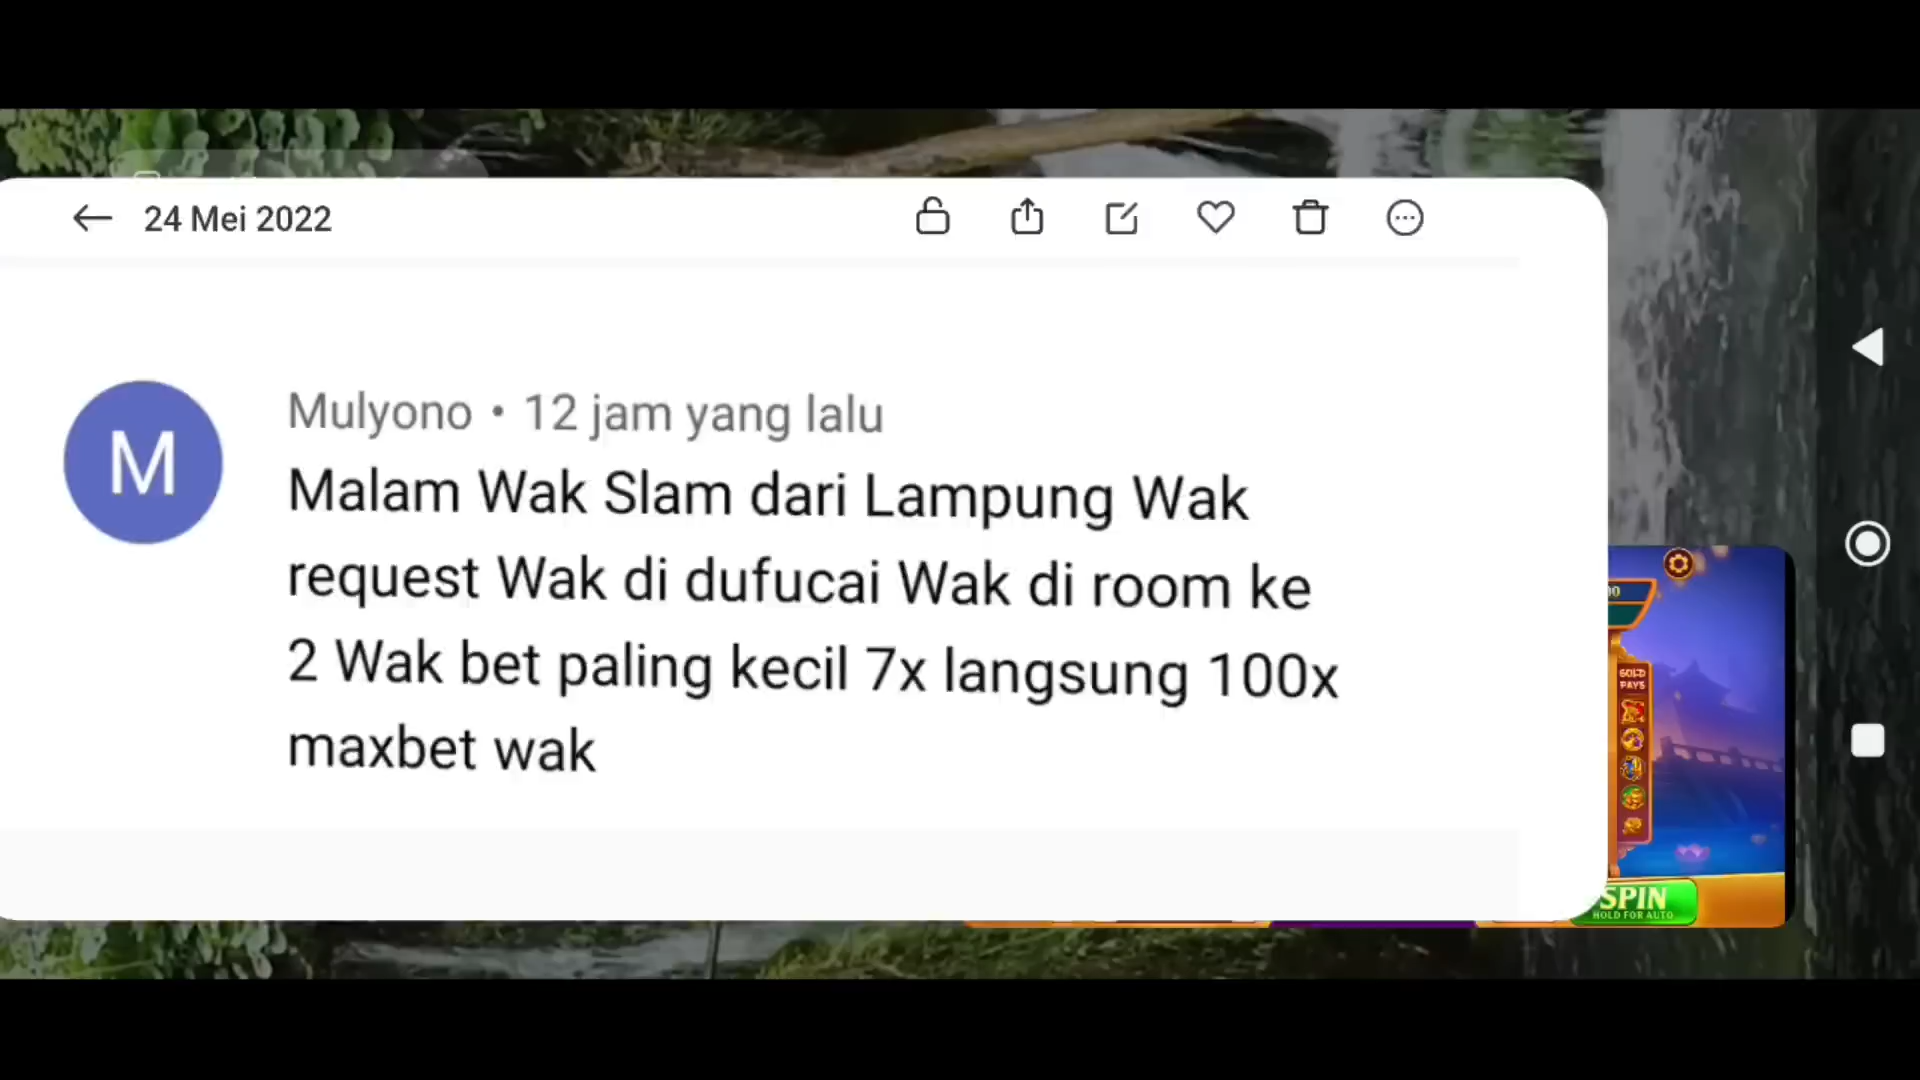 24 Mei 2022
M
Mulyono • 12 jam yang lalu
Malam Wak Slam dari Lampung Wak
request Wak di dufucai Wak di room ke
2 Wak bet paling kecil 7x langsung 100x
maxbet wak
GOLD
PAYS
SPIN
HOLD FOR AUTO